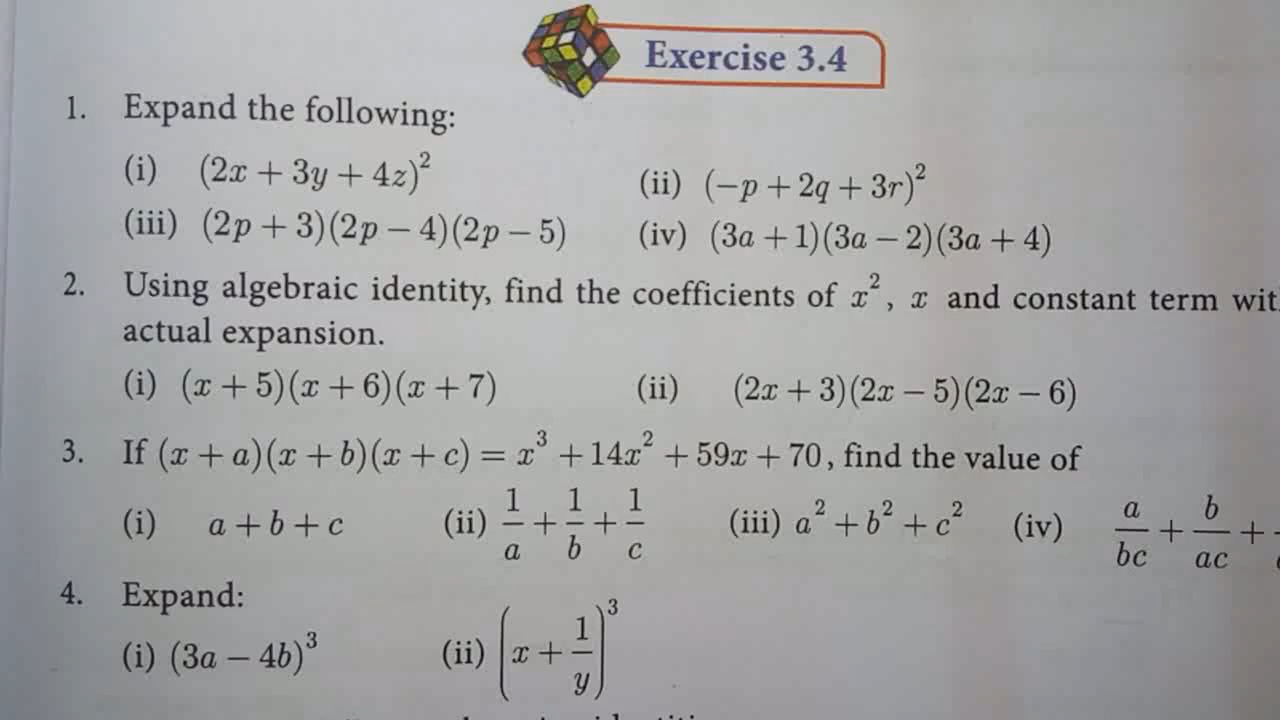 Exercise 3.4
1. Expand the following:
(i) (2x + 3y + 4z)² (ii) (−p + 2q + 3r)²
(iii) (2p + 3)(2p − 4)(2p − 5) (iv) (3a + 1)(3a − 2)(3a + 4)
2. Using algebraic identity, find the coefficients of x², x and constant term wit
actual expansion.
(i) (x + 5)(x + 6)(x + 7) (ii) (2x + 3)(2x − 5)(2x − 6)
3. If (x + a)(x + b)(x + c) = x³ + 14x² + 59x + 70, find the value of
(i) a + b + c (ii) 1/a + 1/b + 1/c (iii) a² + b² + c² (iv) a/bc + b/ac +
4. Expand:
(i) (3a − 4b)³ (ii) (x + 1/y)³